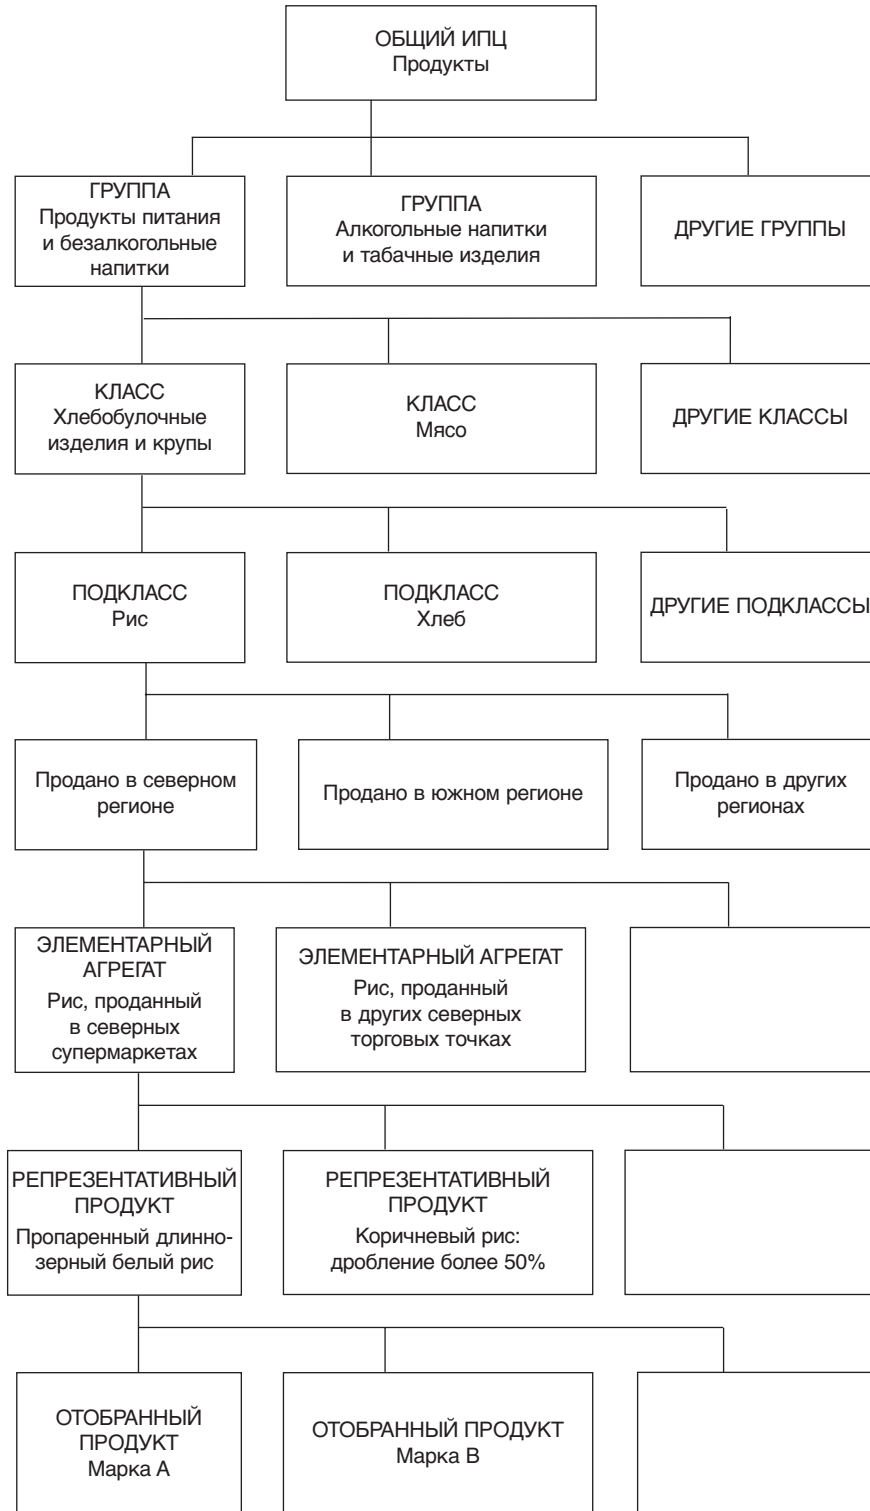 ОБЩИЙ ИПЦ
Продукты
ГРУППА
Продукты питания
и безалкогольные
напитки
ГРУППА
Алкогольные напитки
и табачные изделия
ДРУГИЕ ГРУППЫ
КЛАСС
Хлебобулочные
изделия и крупы
КЛАСС
Мясо
ДРУГИЕ КЛАССЫ
ПОДКЛАСС
Рис
ПОДКЛАСС
Хлеб
ДРУГИЕ ПОДКЛАССЫ
Продано в северном
регионе
Продано в южном регионе
Продано в других
регионах
ЭЛЕМЕНТАРНЫЙ
АГРЕГАТ
Рис, проданный
в северных
супермаркетах
ЭЛЕМЕНТАРНЫЙ АГРЕГАТ
Рис, проданный
в других северных
торговых точках
РЕПРЕЗЕНТАТИВНЫЙ
ПРОДУКТ
Пропаренный длинно-
зерный белый рис
РЕПРЕЗЕНТАТИВНЫЙ
ПРОДУКТ
Коричневый рис:
дробление более 50%
ОТОБРАННЫЙ
ПРОДУКТ
Марка A
ОТОБРАННЫЙ ПРОДУКТ
Марка B